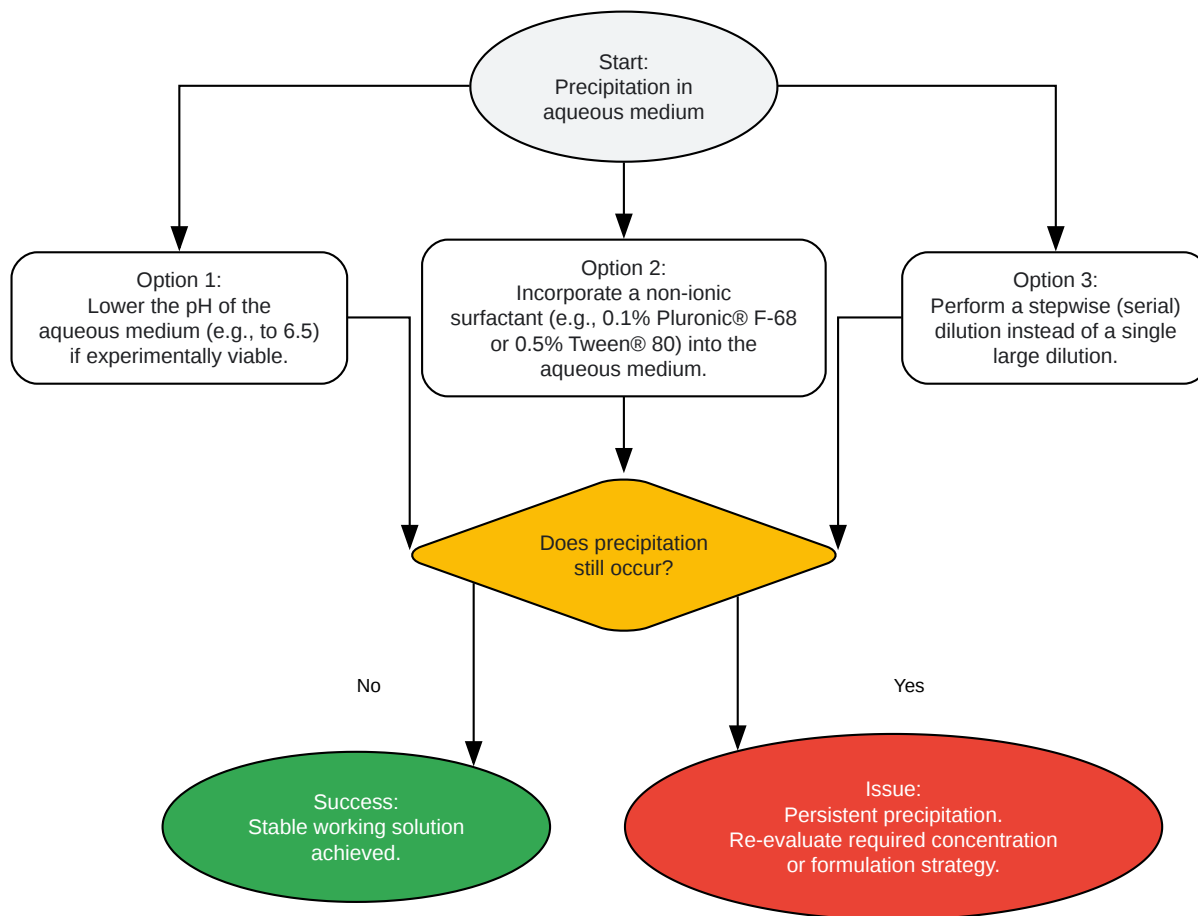 Start:
Precipitation in
aqueous medium
Option 1:
Lower the pH of the
aqueous medium (e.g., to 6.5)
if experimentally viable.
Option 2:
Incorporate a non-ionic
surfactant (e.g., 0.1% Pluronic® F-68
or 0.5% Tween® 80) into the
aqueous medium.
Option 3:
Perform a stepwise (serial)
dilution instead of a single
large dilution.
Does precipitation
still occur?
No
Yes
Success:
Stable working solution
achieved.
Issue:
Persistent precipitation.
Re-evaluate required concentration
or formulation strategy.